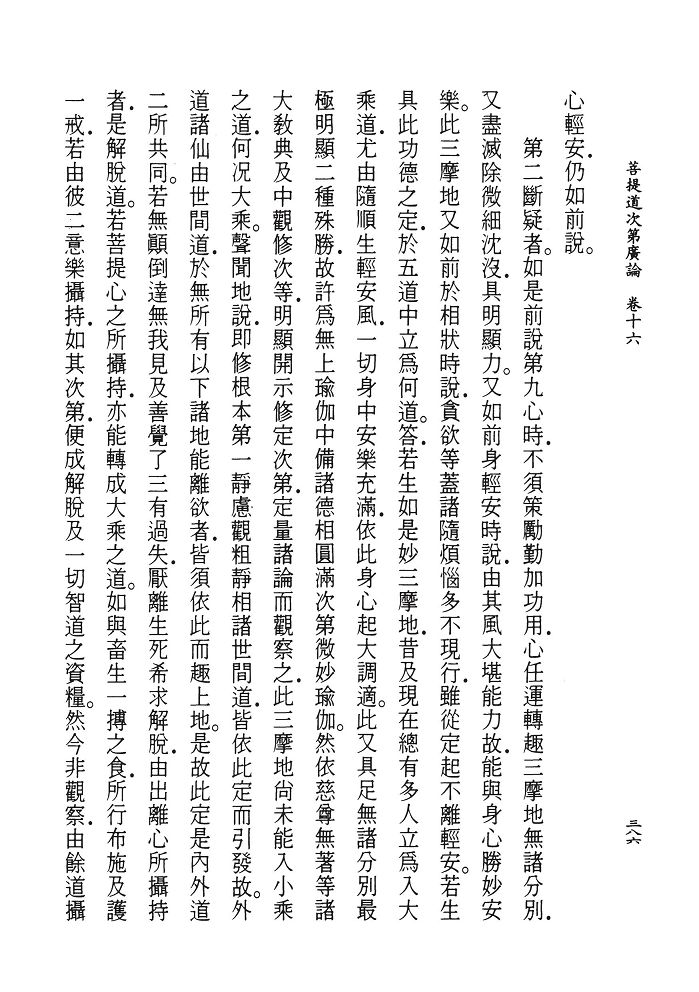 菩提道次第廣論　卷十六
三八六
心輕安．仍如前說。
第二斷疑者。如是前說第九心時．不須策勵勤加功用．心任運轉趣三摩地無諸分別．
又盡滅除微細沈沒．具明顯力。又如前身輕安時說．由其風大堪能力故．能與身心勝妙安
樂。此三摩地又如前於相狀時說．貪欲等蓋諸隨煩惱多不現行．雖從定起不離輕安。若生
具此功德之定．於五道中立爲何道。答．若生如是妙三摩地．昔及現在總有多人立爲入大
乘道．尤由隨順生輕安風．一切身中安樂充滿．依此身心起大調適。此又具足無諸分別最
極明顯二種殊勝．故許爲無上瑜伽中備諸德相圓滿次第微妙瑜伽。然依慈尊無著等諸
大教典及中觀修次等．明顯開示修定次第．定量諸論而觀察之．此三摩地尙未能入小乘
之道．何况大乘。聲聞地說．即修根本第一靜慮觀粗靜相諸世間道．皆依此定而引發故。外
道諸仙由世間道．於無所有以下諸地能離欲者．皆須依此而趣上地。是故此定是內外道
二所共同。若無顚倒達無我見及善覺了三有過失．厭離生死希求解脫．由出離心所攝持
者．是解脫道。若菩提心之所攝持．亦能轉成大乘之道。如與畜生一摶之食．所行布施及護
一戒．若由彼二意樂攝持．如其次第．便成解脫及一切智道之資糧。然今非觀察．由餘道攝